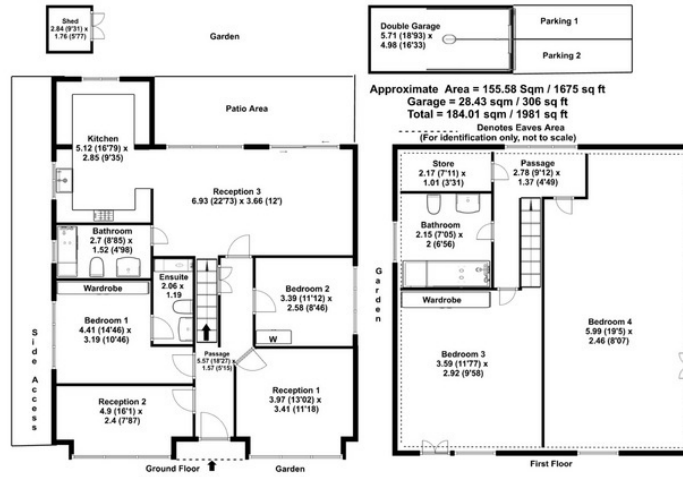 Shed
2.84 (9'31) x
1.76 (5'77)
Garden
Double Garage
5.71 (18'93) x
4.98 (16'33)
Parking 1
Parking 2
Approximate Area = 155.58 Sqm / 1675 sq ft
Garage = 28.43 sqm / 306 sq ft
Total = 184.01 sqm / 1981 sq ft
Denotes Eaves Area
(For identification only, not to scale)
Patio Area
Kitchen
5.12 (16'79) x
2.85 (9'35)
Reception 3
6.93 (22'73) x 3.66 (12')
Bathroom
2.7 (8'85) x
1.52 (4'98)
Ensuite
2.06 x
1.19
Wardrobe
Bedroom 1
4.41 (14'46) x
3.19 (10'46)
Bedroom 2
3.39 (11'12) x
2.58 (8'46)
W
Passage
5.57 (18'27) x
1.57 (5'15)
Reception 1
3.97 (13'02) x
3.41 (11'18)
Reception 2
4.9 (16'1) x
2.4 (7'87)
Side Access
Ground Floor
Garden
Store
2.17 (7'11) x
1.01 (3'31)
Passage
2.78 (9'12) x
1.37 (4'49)
Bathroom
2.15 (7'05) x
2 (6'56)
Garden
Wardrobe
Bedroom 3
3.59 (11'77) x
2.92 (9'58)
Bedroom 4
5.99 (19'5) x
2.46 (8'07)
First Floor